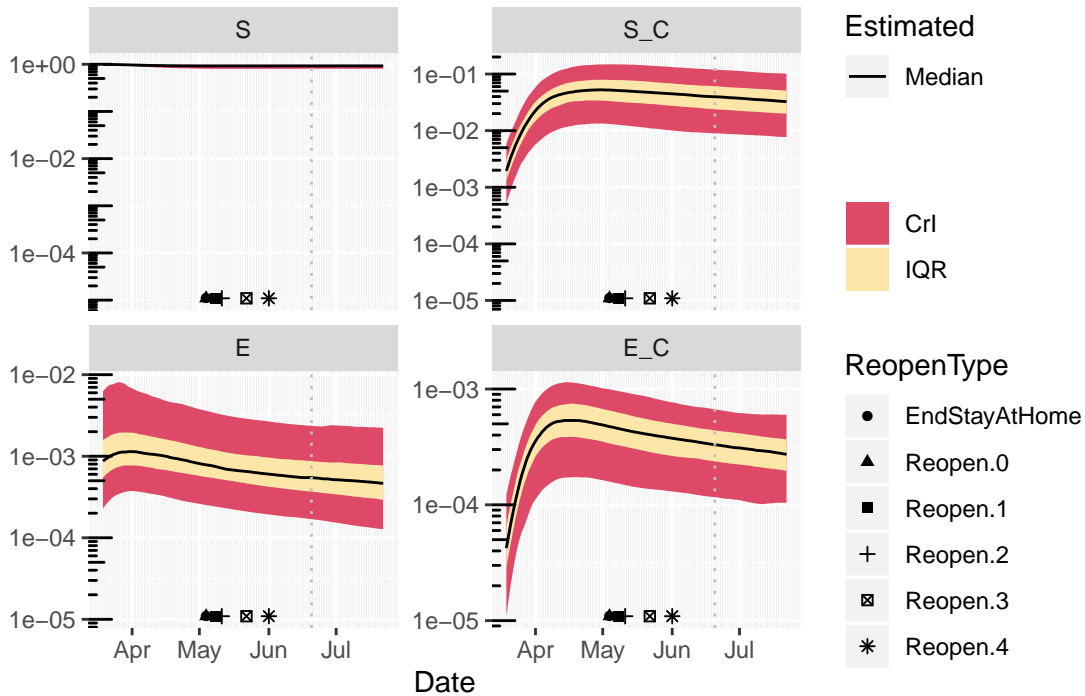 S
S_C
1e+00
1e−02
1e−04
1e−01
1e−02
1e−03
1e−04
1e−05
E
E_C
1e−02
1e−03
1e−04
1e−05
1e−03
1e−04
1e−05
Apr May Jun Jul
Apr May Jun Jul
Date
Estimated
Median
CrI
IQR
ReopenType
EndStayAtHome
Reopen.0
Reopen.1
Reopen.2
Reopen.3
Reopen.4